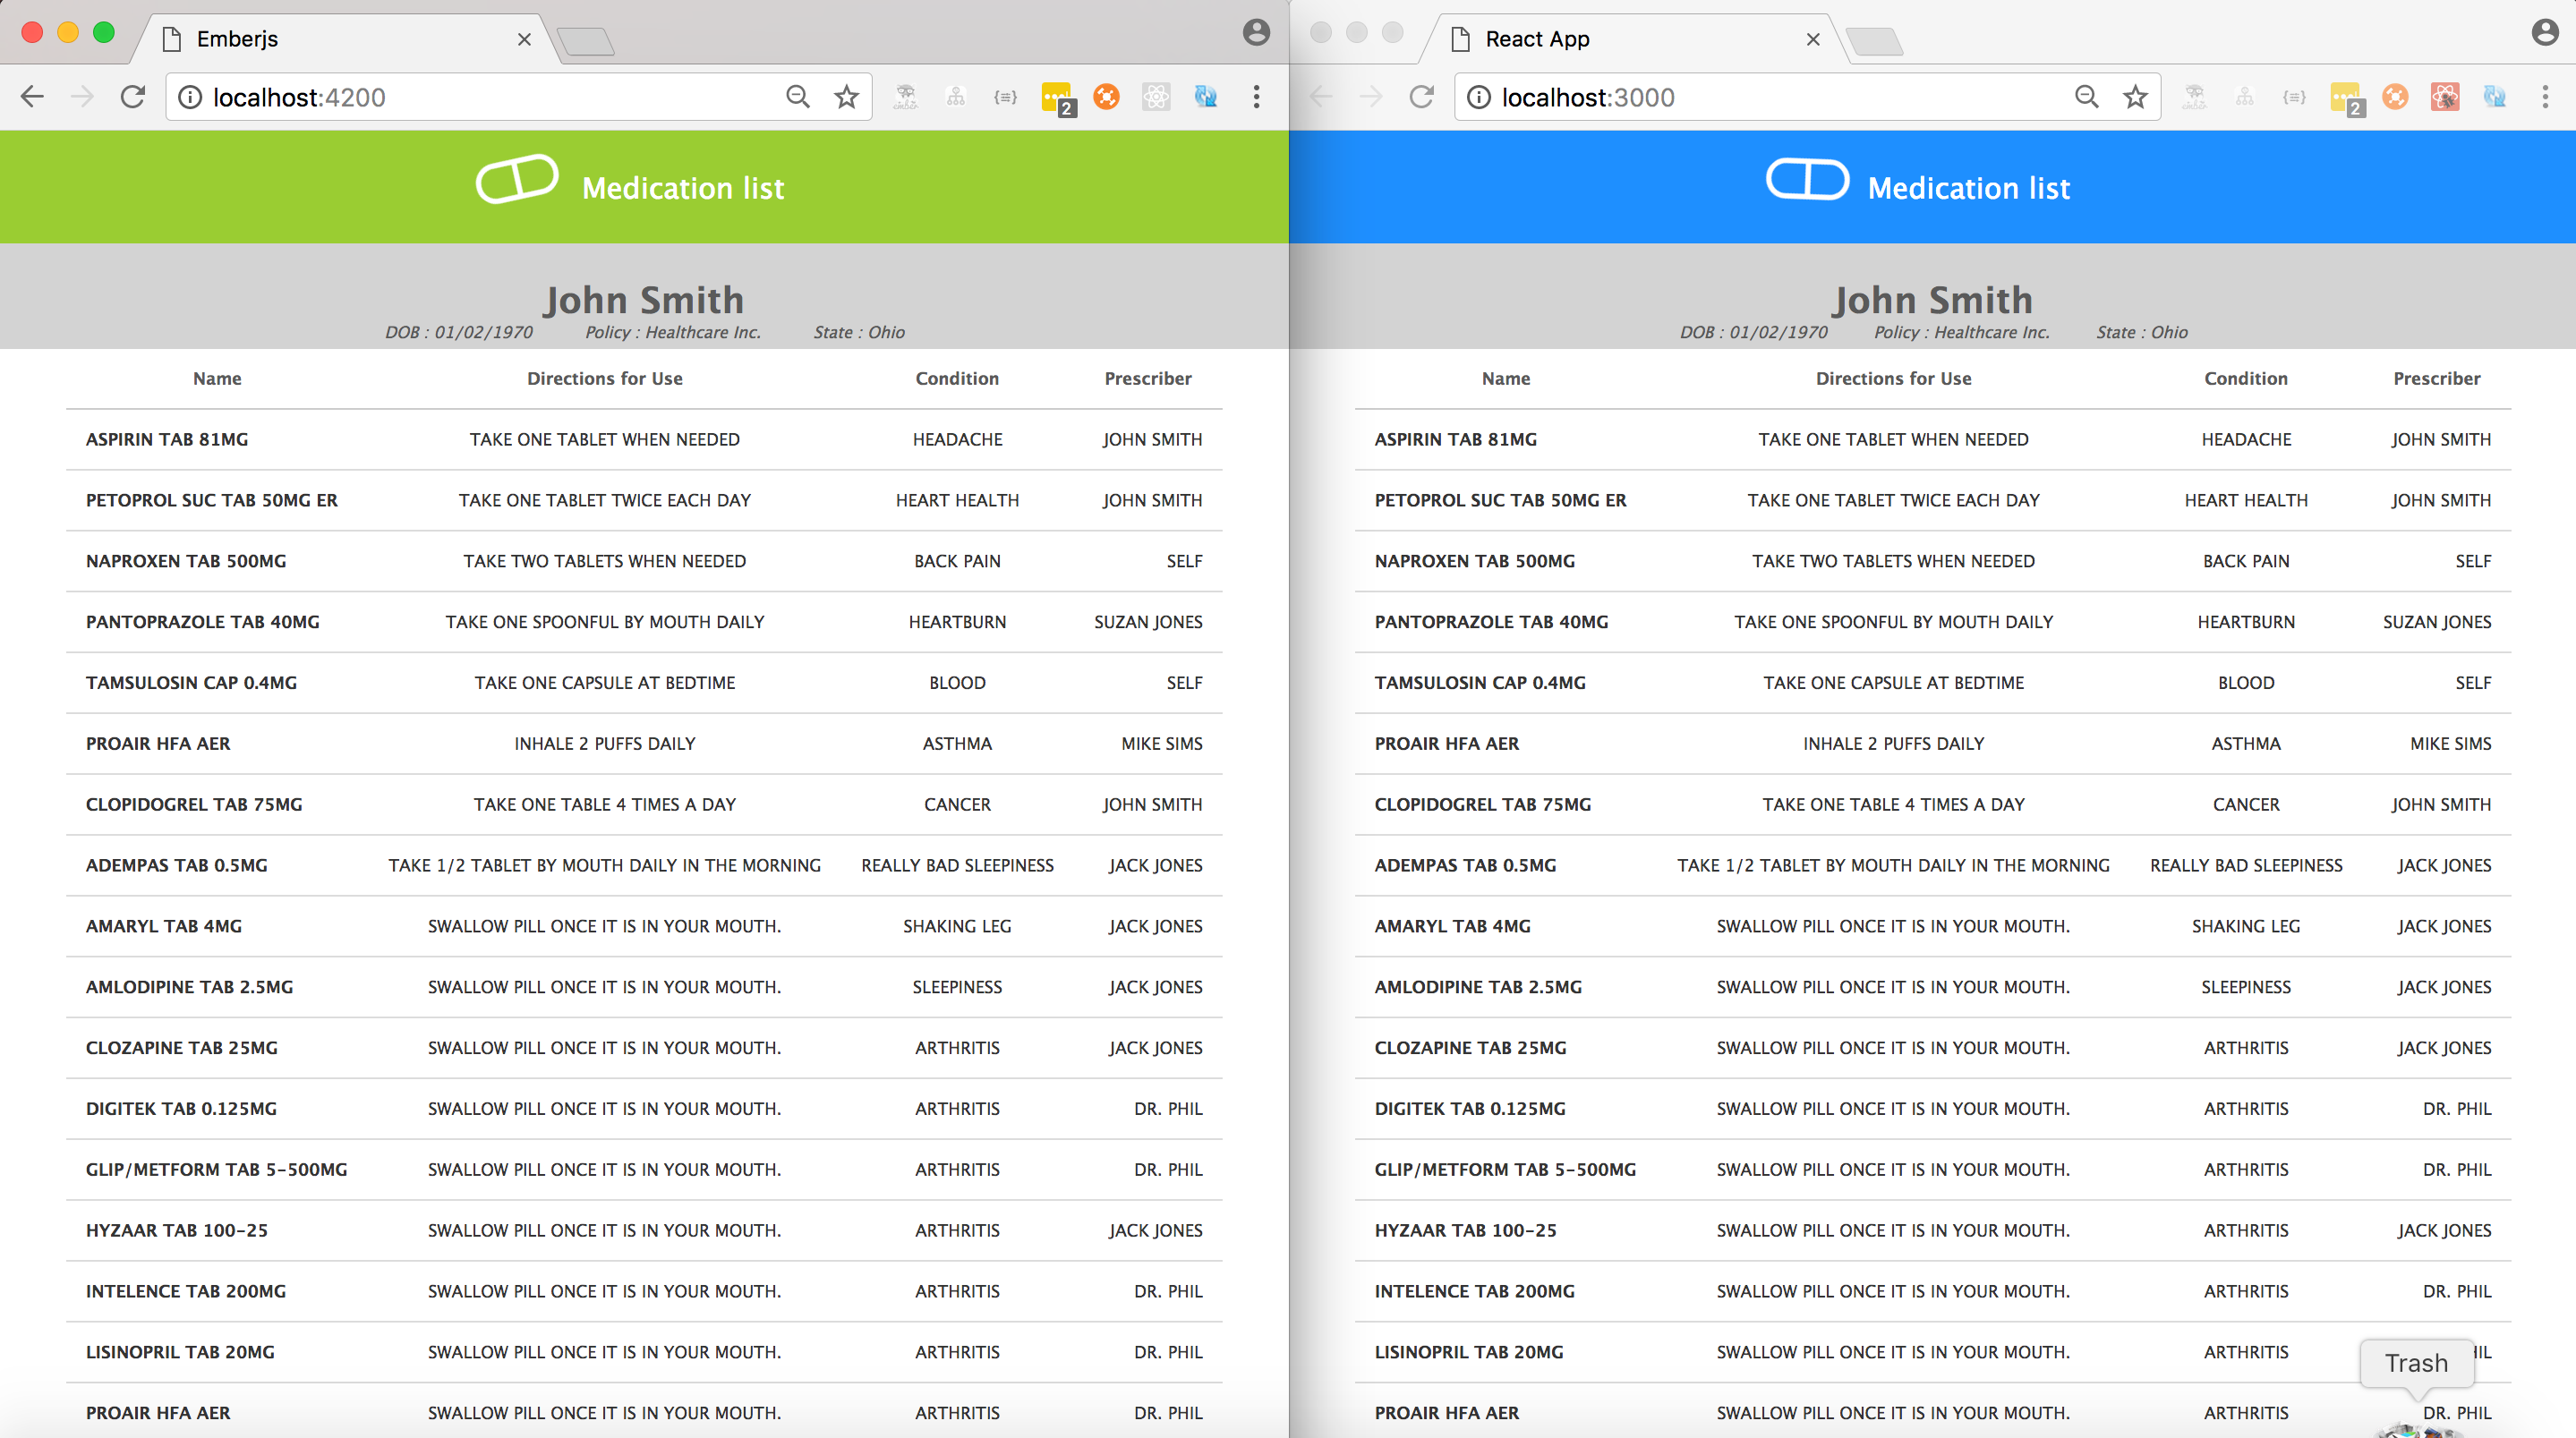 Emberjs
localhost:4200
2
Medication list
John Smith
DOB : 01/02/1970 Policy : Healthcare Inc. State : Ohio
Name Directions for Use Condition Prescriber
ASPIRIN TAB 81MG TAKE ONE TABLET WHEN NEEDED HEADACHE JOHN SMITH
PETOPROL SUC TAB 50MG ER TAKE ONE TABLET TWICE EACH DAY HEART HEALTH JOHN SMITH
NAPROXEN TAB 500MG TAKE TWO TABLETS WHEN NEEDED BACK PAIN SELF
PANTOPRAZOLE TAB 40MG TAKE ONE SPOONFUL BY MOUTH DAILY HEARTBURN SUZAN JONES
TAMSULOSIN CAP 0.4MG TAKE ONE CAPSULE AT BEDTIME BLOOD SELF
PROAIR HFA AER INHALE 2 PUFFS DAILY ASTHMA MIKE SIMS
CLOPIDOGREL TAB 75MG TAKE ONE TABLE 4 TIMES A DAY CANCER JOHN SMITH
ADEMPAS TAB 0.5MG TAKE 1/2 TABLET BY MOUTH DAILY IN THE MORNING REALLY BAD SLEEPINESS JACK JONES
AMARYL TAB 4MG SWALLOW PILL ONCE IT IS IN YOUR MOUTH. SHAKING LEG JACK JONES
AMLODIPINE TAB 2.5MG SWALLOW PILL ONCE IT IS IN YOUR MOUTH. SLEEPINESS JACK JONES
CLOZAPINE TAB 25MG SWALLOW PILL ONCE IT IS IN YOUR MOUTH. ARTHRITIS JACK JONES
DIGITEK TAB 0.125MG SWALLOW PILL ONCE IT IS IN YOUR MOUTH. ARTHRITIS DR. PHIL
GLIP/METFORM TAB 5-500MG SWALLOW PILL ONCE IT IS IN YOUR MOUTH. ARTHRITIS DR. PHIL
HYZAAR TAB 100-25 SWALLOW PILL ONCE IT IS IN YOUR MOUTH. ARTHRITIS JACK JONES
INTELENCE TAB 200MG SWALLOW PILL ONCE IT IS IN YOUR MOUTH. ARTHRITIS DR. PHIL
LISINOPRIL TAB 20MG SWALLOW PILL ONCE IT IS IN YOUR MOUTH. ARTHRITIS DR. PHIL
PROAIR HFA AER SWALLOW PILL ONCE IT IS IN YOUR MOUTH. ARTHRITIS DR. PHIL
React App
localhost:3000
2
Medication list
John Smith
DOB : 01/02/1970 Policy : Healthcare Inc. State : Ohio
Name Directions for Use Condition Prescriber
ASPIRIN TAB 81MG TAKE ONE TABLET WHEN NEEDED HEADACHE JOHN SMITH
PETOPROL SUC TAB 50MG ER TAKE ONE TABLET TWICE EACH DAY HEART HEALTH JOHN SMITH
NAPROXEN TAB 500MG TAKE TWO TABLETS WHEN NEEDED BACK PAIN SELF
PANTOPRAZOLE TAB 40MG TAKE ONE SPOONFUL BY MOUTH DAILY HEARTBURN SUZAN JONES
TAMSULOSIN CAP 0.4MG TAKE ONE CAPSULE AT BEDTIME BLOOD SELF
PROAIR HFA AER INHALE 2 PUFFS DAILY ASTHMA MIKE SIMS
CLOPIDOGREL TAB 75MG TAKE ONE TABLE 4 TIMES A DAY CANCER JOHN SMITH
ADEMPAS TAB 0.5MG TAKE 1/2 TABLET BY MOUTH DAILY IN THE MORNING REALLY BAD SLEEPINESS JACK JONES
AMARYL TAB 4MG SWALLOW PILL ONCE IT IS IN YOUR MOUTH. SHAKING LEG JACK JONES
AMLODIPINE TAB 2.5MG SWALLOW PILL ONCE IT IS IN YOUR MOUTH. SLEEPINESS JACK JONES
CLOZAPINE TAB 25MG SWALLOW PILL ONCE IT IS IN YOUR MOUTH. ARTHRITIS JACK JONES
DIGITEK TAB 0.125MG SWALLOW PILL ONCE IT IS IN YOUR MOUTH. ARTHRITIS DR. PHIL
GLIP/METFORM TAB 5-500MG SWALLOW PILL ONCE IT IS IN YOUR MOUTH. ARTHRITIS DR. PHIL
HYZAAR TAB 100-25 SWALLOW PILL ONCE IT IS IN YOUR MOUTH. ARTHRITIS JACK JONES
INTELENCE TAB 200MG SWALLOW PILL ONCE IT IS IN YOUR MOUTH. ARTHRITIS DR. PHIL
LISINOPRIL TAB 20MG SWALLOW PILL ONCE IT IS IN YOUR MOUTH. ARTHRITIS
Trash
PROAIR HFA AER SWALLOW PILL ONCE IT IS IN YOUR MOUTH. ARTHRITIS DR. PHIL